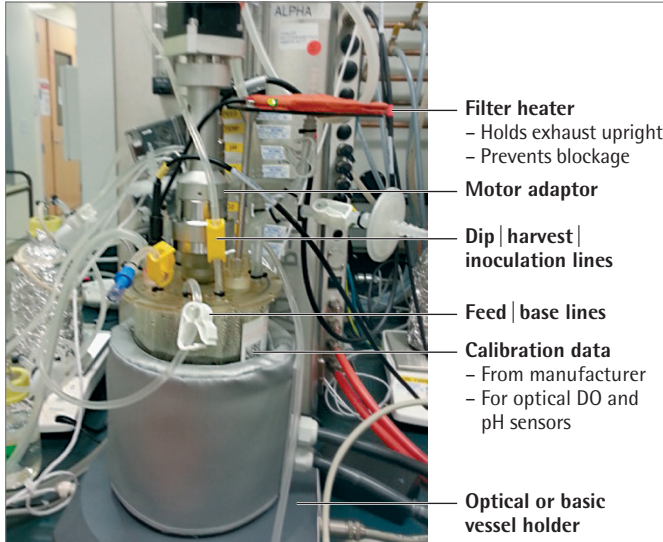 ALPHA
Filter heater
– Holds exhaust upright
– Prevents blockage
Motor adaptor
Dip | harvest |
inoculation lines
Feed | base lines
Calibration data
– From manufacturer
– For optical DO and
pH sensors
Optical or basic
vessel holder